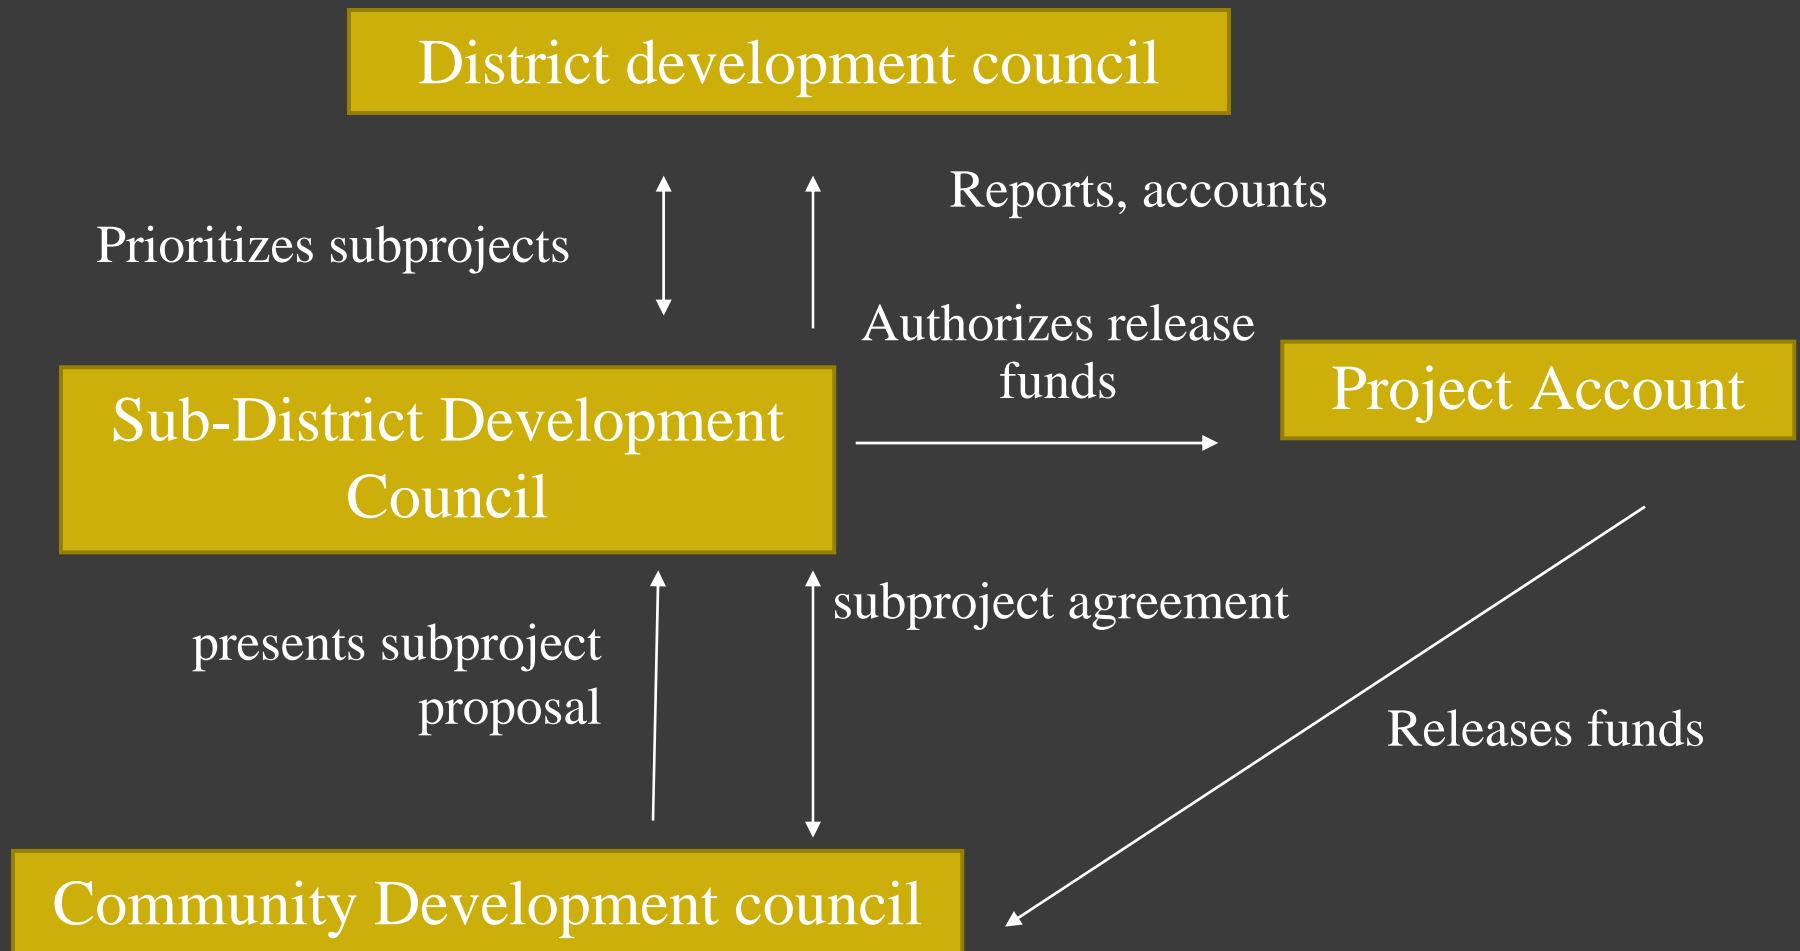 District development council
Reports, accounts
Prioritizes subprojects
Authorizes release
funds
Project Account
Sub-District Development
Council
subproject agreement
presents subproject
proposal
Releases funds
Community Development council